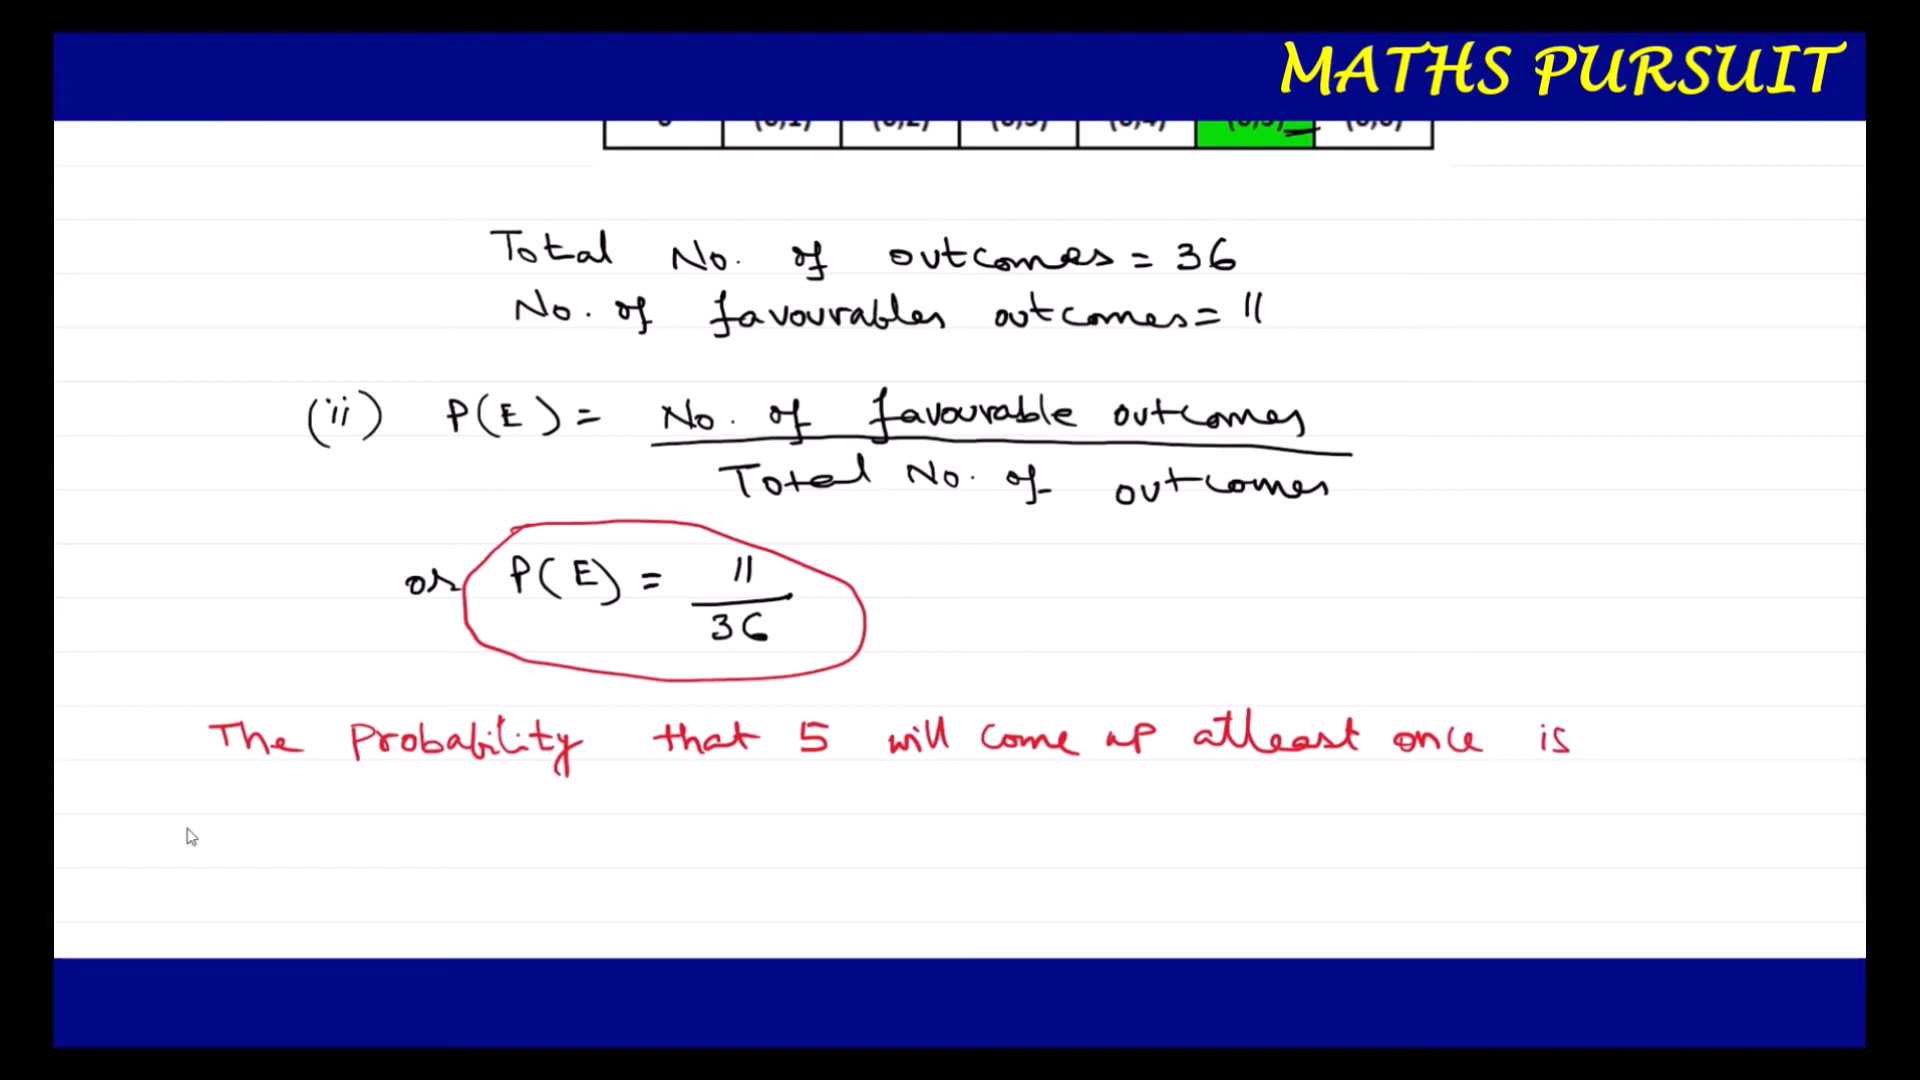 MATHS PURSUIT
Total No. of outcomes = 36
No. of favourables outcomes = 11
(ii) P(E) = No. of favourable outcomes
Total No. of outcomes
or P(E) = 11
36
The probability that 5 will come up atleast once is